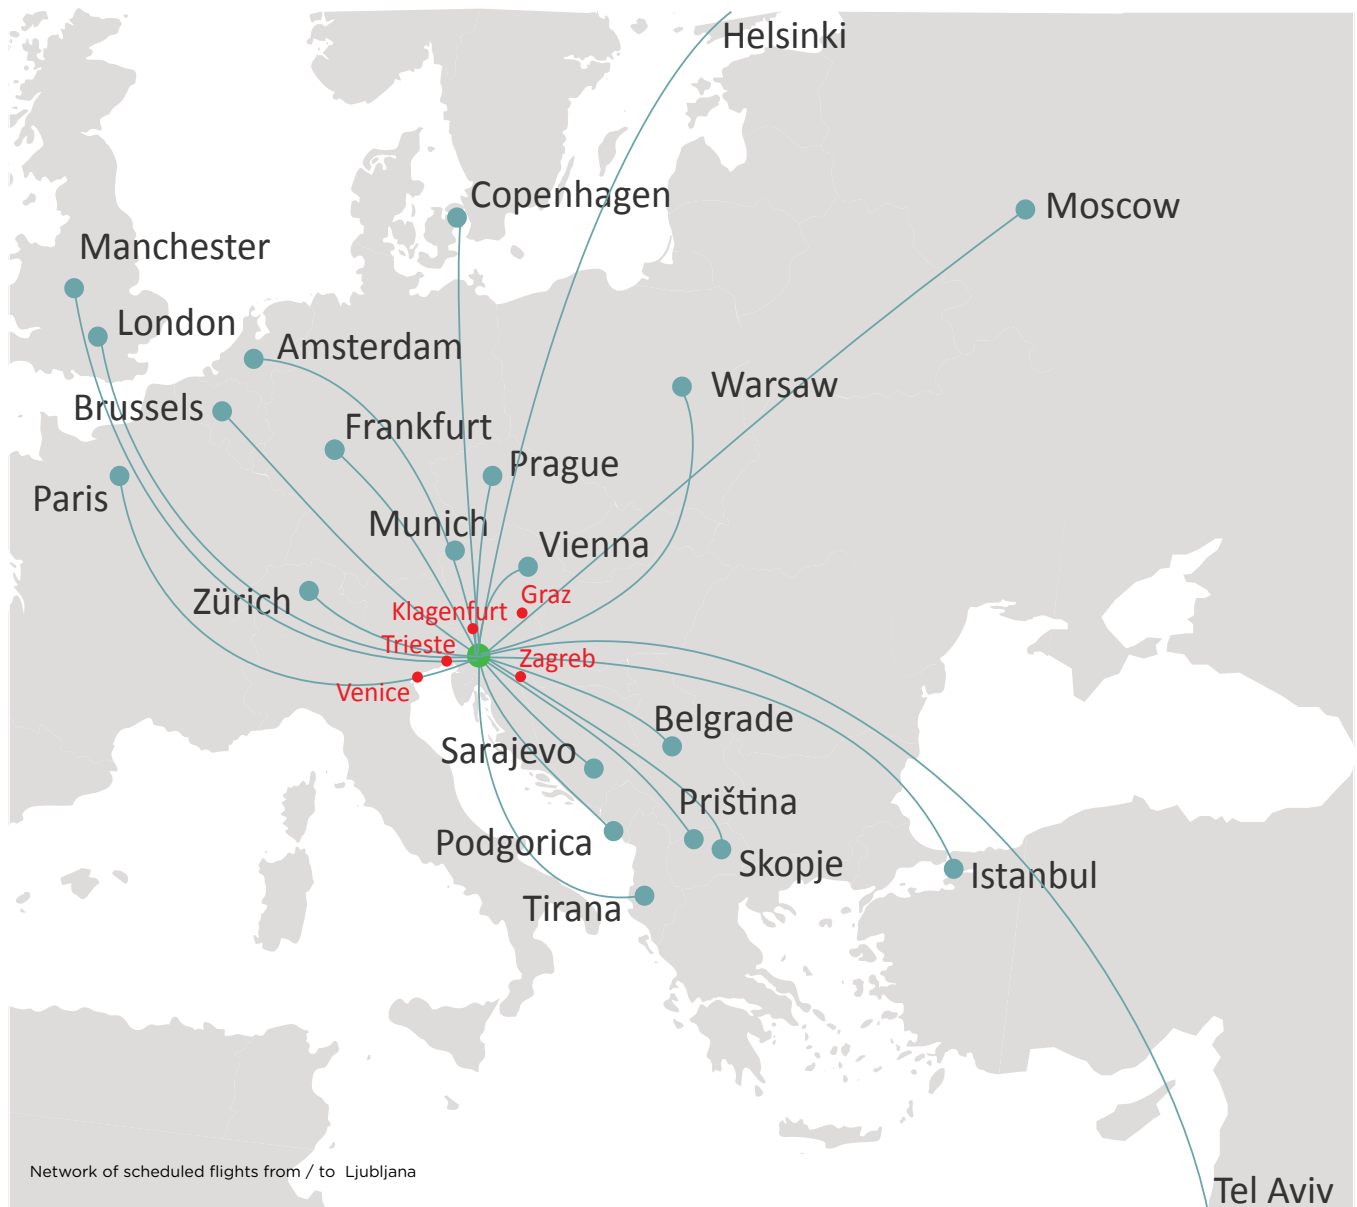 Helsinki
Copenhagen
Moscow
Manchester
London
Amsterdam
Warsaw
Brussels
Frankfurt
Prague
Paris
Munich
Vienna
Zürich
Graz
Klagenfurt
Trieste
Zagreb
Venice
Belgrade
Sarajevo
Priština
Podgorica
Skopje
Istanbul
Tirana
Network of scheduled flights from / to Ljubljana
Tel Aviv